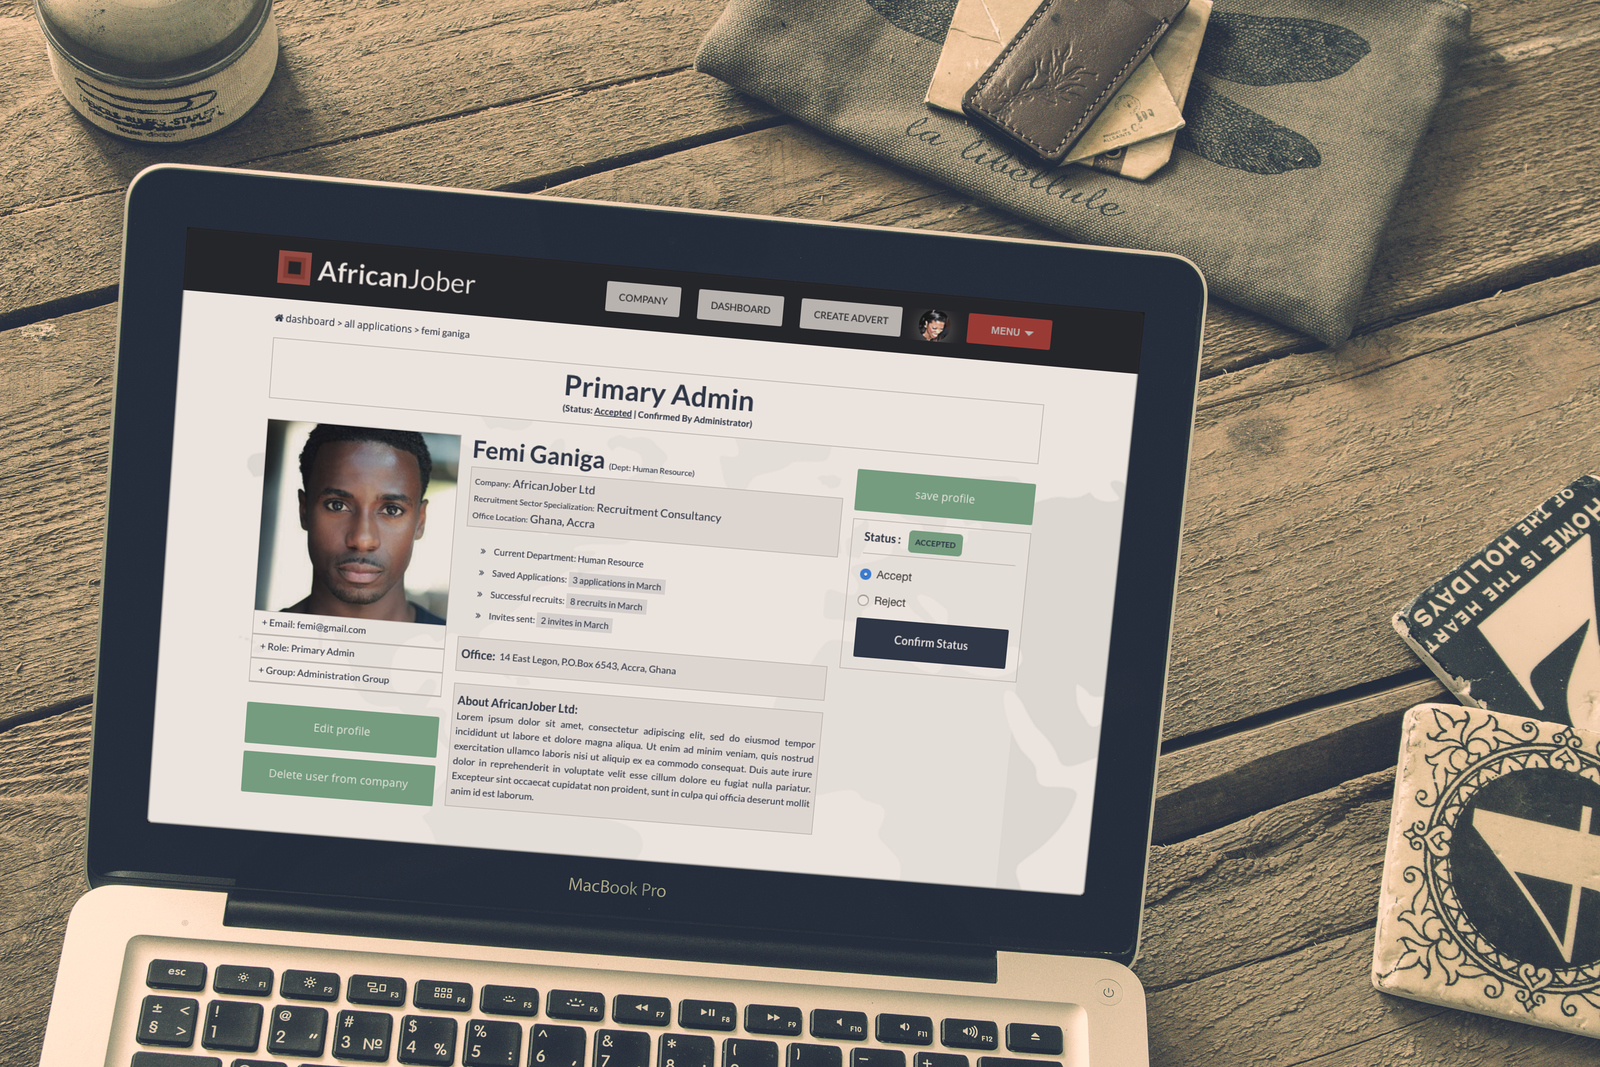 la libellule
AfricanJober
COMPANY
DASHBOARD
CREATE ADVERT
MENU
dashboard > all applications > femi ganiga
Primary Admin
(Status: Accepted | Confirmed By Administrator)
Femi Ganiga (Dept: Human Resource)
Company: AfricanJober Ltd
Recruitment Sector Specialization: Recruitment Consultancy
Office Location: Ghana, Accra
» Current Department: Human Resource
» Saved Applications: 3 applications in March
» Successful recruits: 8 recruits in March
» Invites sent: 2 invites in March
+ Email: femi@gmail.com
+ Role: Primary Admin
+ Group: Administration Group
Edit profile
Delete user from company
Office: 14 East Legon, P.O.Box 6543, Accra, Ghana
About AfricanJober Ltd:
Lorem ipsum dolor sit amet, consectetur adipiscing elit, sed do eiusmod tempor
incididunt ut labore et dolore magna aliqua. Ut enim ad minim veniam, quis nostrud
exercitation ullamco laboris nisi ut aliquip ex ea commodo consequat. Duis aute irure
dolor in reprehenderit in voluptate velit esse cillum dolore eu fugiat nulla pariatur.
Excepteur sint occaecat cupidatat non proident, sunt in culpa qui officia deserunt mollit
anim id est laborum.
save profile
Status : ACCEPTED
Accept
Reject
Confirm Status
HOME IS THE HEART
OF THE HOLIDAYS
MacBook Pro
esc F1 F2 F3 F4 F5 F6 F7 F8 F9 F10 F11 F12
± < ! @ # $ % ^ & * ( ) – +
§ > 1 2 “ 3 № 4 % 5 : 6 , 7 8